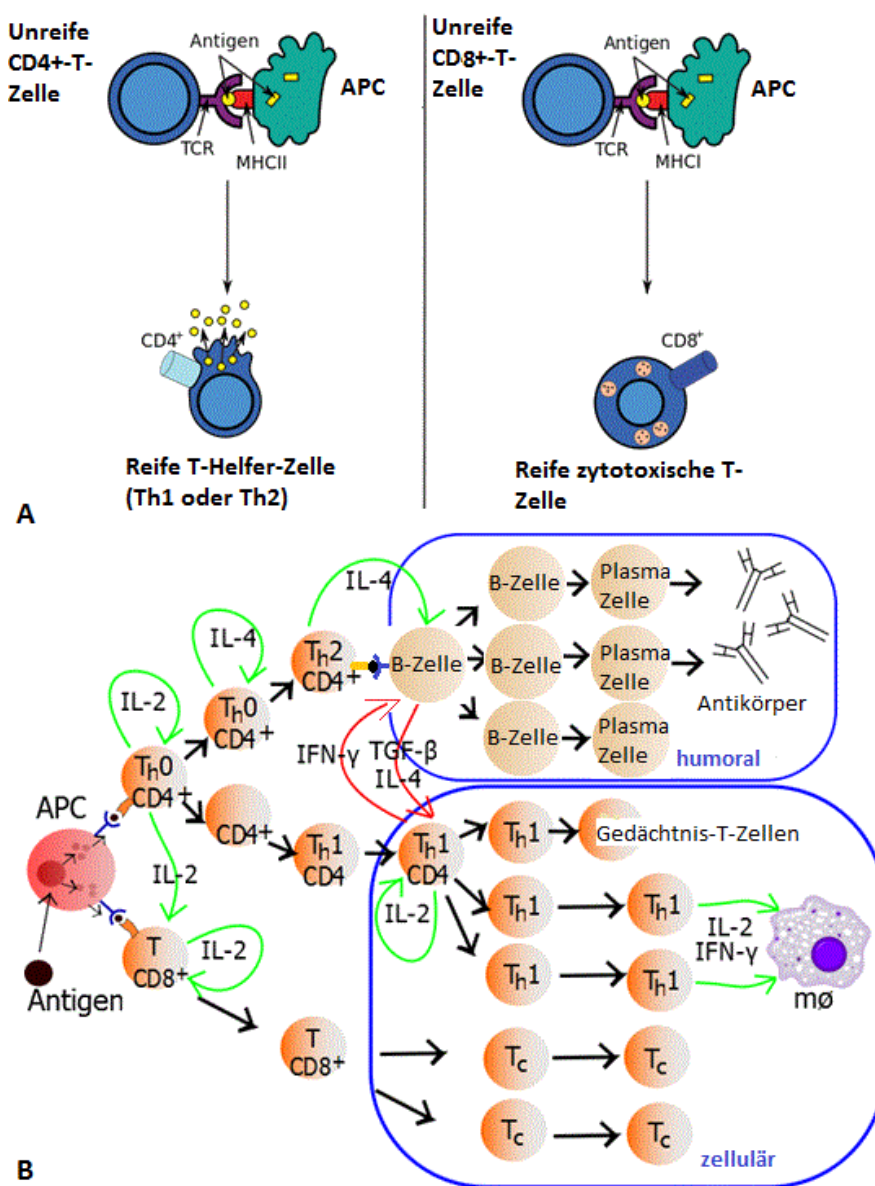 Unreife
CD4+-T-
Zelle
Antigen
APC
TCR
MHCII
CD4+
Reife T-Helfer-Zelle
(Th1 oder Th2)
Unreife
CD8+-T-
Zelle
Antigen
APC
TCR
MHCI
CD8+
Reife zytotoxische T-
Zelle
A
IL-4
B-Zelle
Plasma
Zelle
IL-4
Th2
CD4+
B-Zelle
B-Zelle
Plasma
Zelle
Antikörper
IL-2
Th0
CD4+
B-Zelle
Plasma
Zelle
humoral
IFN-γ
TGF-β
IL-4
Th0
CD4+
APC
CD4+
Th1
CD4
Th1
CD4
Th1
Gedächtnis-T-Zellen
IL-2
IL-2
Th1
Th1
IL-2
IFN-γ
T
CD8+
IL-2
Th1
Th1
mø
Antigen
T
CD8+
Tc
Tc
Tc
Tc
zellulär
B